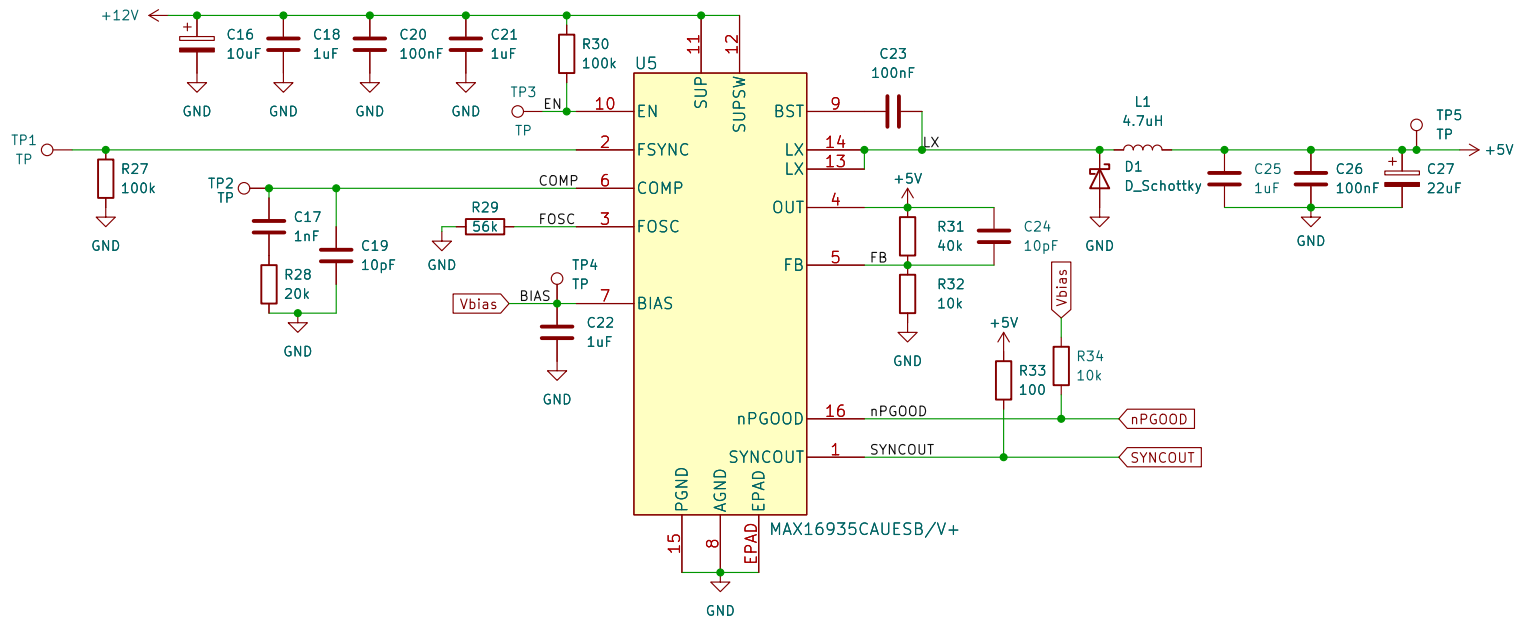 +12V
C16
10uF
GND
C18
1uF
GND
C20
100nF
GND
C21
1uF
GND
R30
100k
TP3
TP
EN
TP1
TP
R27
100k
GND
TP2
TP
COMP
C17
1nF
R28
20k
GND
C19
10pF
R29
56k
FOSC
GND
Vbias
BIAS
TP4
TP
C22
1uF
GND
U5
11
SUP
12
SUPSW
10
EN
2
FSYNC
6
COMP
3
FOSC
7
BIAS
BST
9
LX
14
LX
13
OUT
4
FB
5
nPGOOD
16
SYNCOUT
1
PGND
15
AGND
8
EPAD
EPAD
GND
MAX16935CAUESB/V+
C23
100nF
LX
L1
4.7uH
D1
D_Schottky
GND
C25
1uF
C26
100nF
GND
C27
22uF
TP5
TP
+5V
+5V
R31
40k
C24
10pF
FB
R32
10k
GND
Vbias
+5V
R33
100
R34
10k
nPGOOD
nPGOOD
SYNCOUT
SYNCOUT